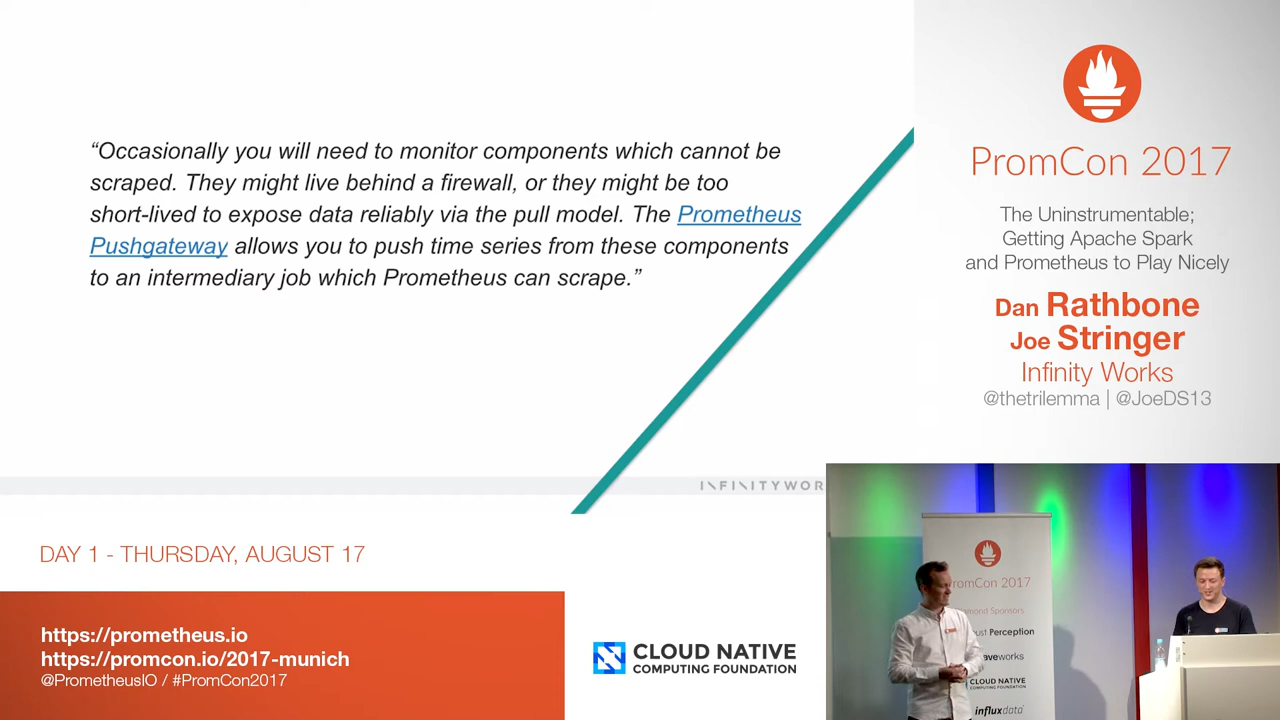 “Occasionally you will need to monitor components which cannot be
scraped. They might live behind a firewall, or they might be too
short-lived to expose data reliably via the pull model. The Prometheus
Pushgateway allows you to push time series from these components
to an intermediary job which Prometheus can scrape.”
INFINITYWOR
PromCon 2017
The Uninstrumentable;
Getting Apache Spark
and Prometheus to Play Nicely
Dan Rathbone
Joe Stringer
Infinity Works
@thetrilemma | @JoeDS13
DAY 1 - THURSDAY, AUGUST 17
https://prometheus.io
https://promcon.io/2017-munich
@PrometheusIO / #PromCon2017
CLOUD NATIVE
COMPUTING FOUNDATION
romCon 2017
Sponsors
ust Perception
aveworks
CLOUD NATIVE
COMPUTING FOUNDATION
influxdata